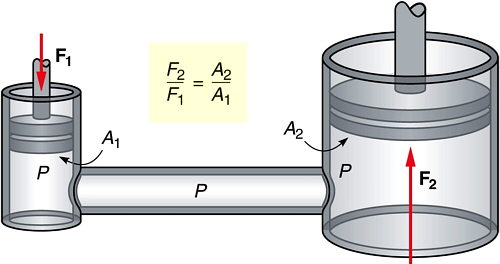 F₁
F₂/F₁ = A₂/A₁
A₁
A₂
P
P
P
F₂